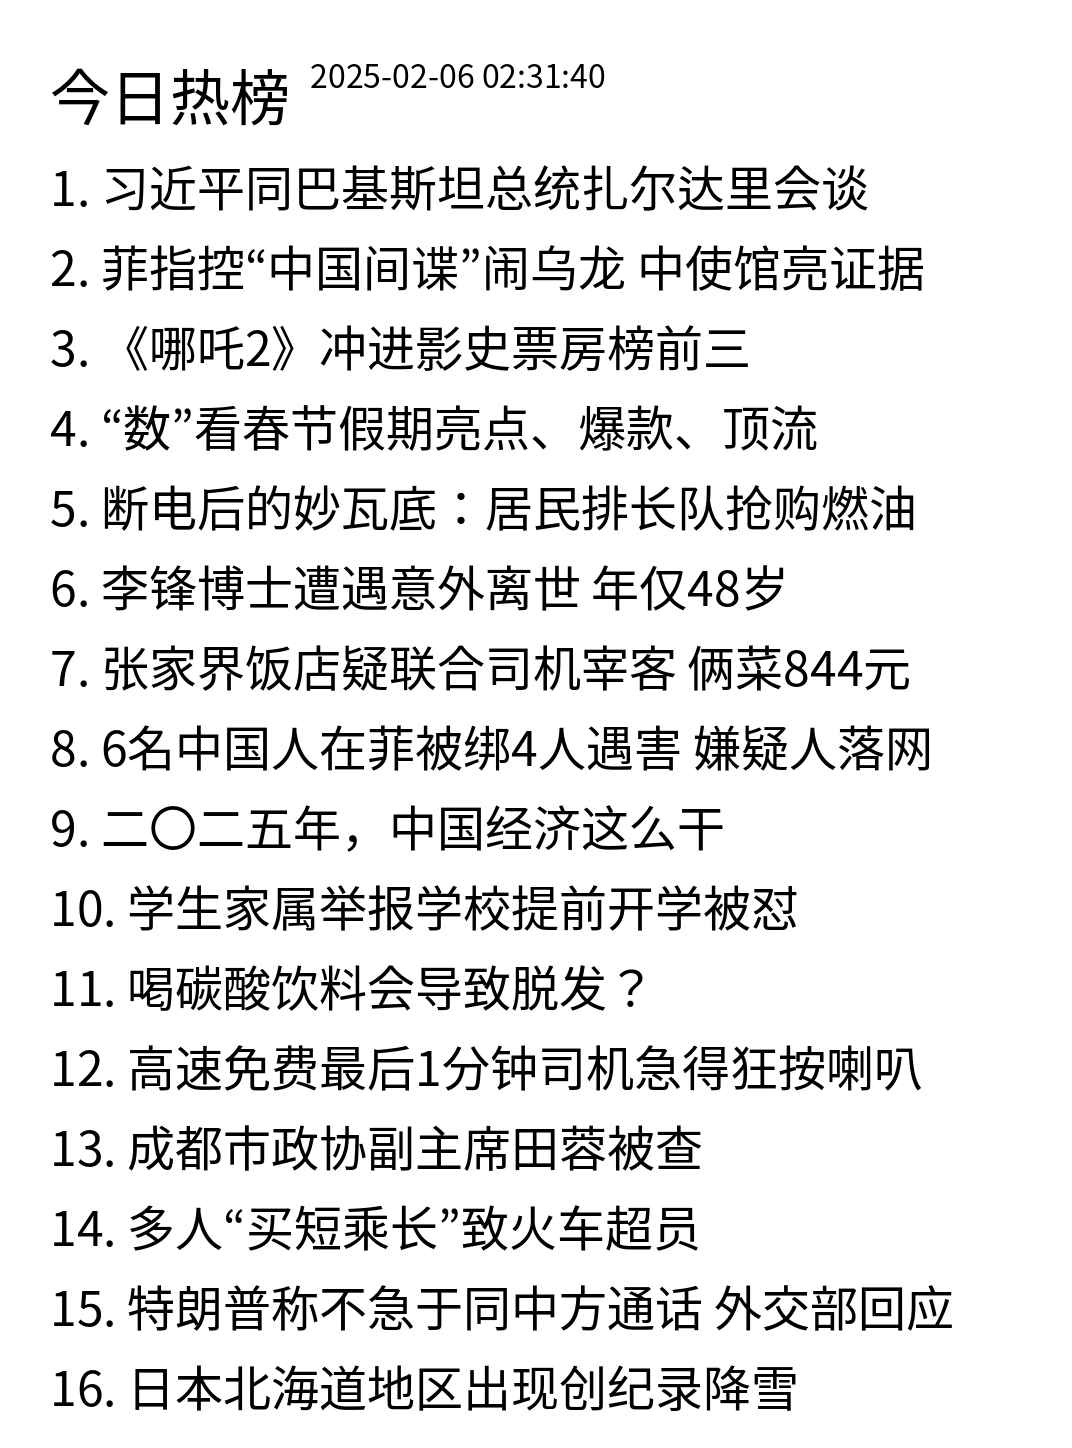 今日热榜 2025-02-06 02:31:40
1. 习近平同巴基斯坦总统扎尔达里会谈
2. 菲指控“中国间谍”闹乌龙 中使馆亮证据
3. 《哪吒2》冲进影史票房榜前三
4. “数”看春节假期亮点、爆款、顶流
5. 断电后的妙瓦底：居民排长队抢购燃油
6. 李锋博士遭遇意外离世 年仅48岁
7. 张家界饭店疑联合司机宰客 俩菜844元
8. 6名中国人在菲被绑4人遇害 嫌疑人落网
9. 二〇二五年，中国经济这么干
10. 学生家属举报学校提前开学被怼
11. 喝碳酸饮料会导致脱发？
12. 高速免费最后1分钟司机急得狂按喇叭
13. 成都市政协副主席田蓉被查
14. 多人“买短乘长”致火车超员
15. 特朗普称不急于同中方通话 外交部回应
16. 日本北海道地区出现创纪录降雪